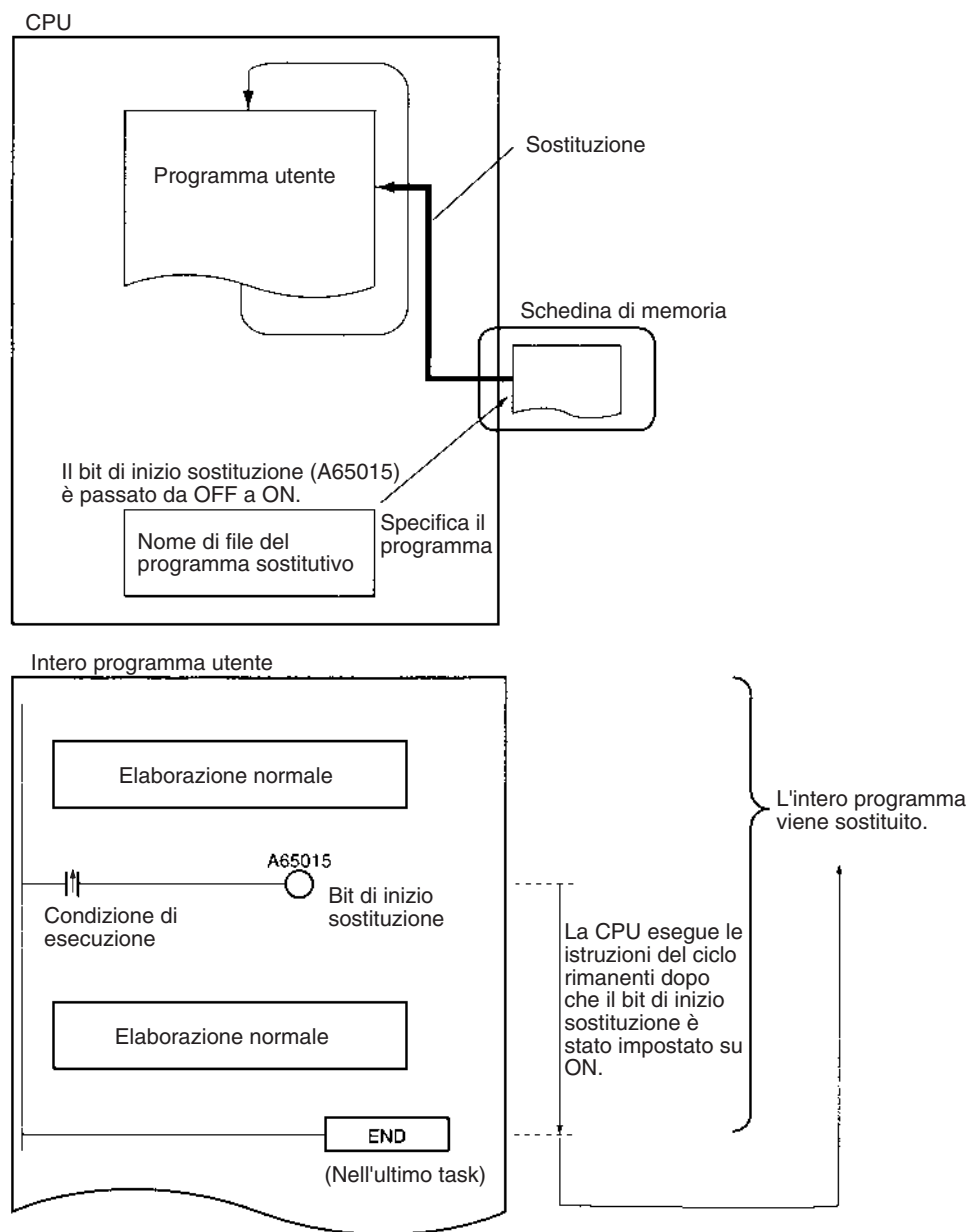 CPU
Programma utente
Sostituzione
Schedina di memoria
Il bit di inizio sostituzione (A65015)
è passato da OFF a ON.
Nome di file del
programma sostitutivo
Specifica il
programma
Intero programma utente
Elaborazione normale
A65015
Bit di inizio
sostituzione
Condizione di
esecuzione
Elaborazione normale
END
(Nell'ultimo task)
La CPU esegue le
istruzioni del ciclo
rimanenti dopo
che il bit di inizio
sostituzione è
stato impostato su
ON.
L'intero programma
viene sostituito.